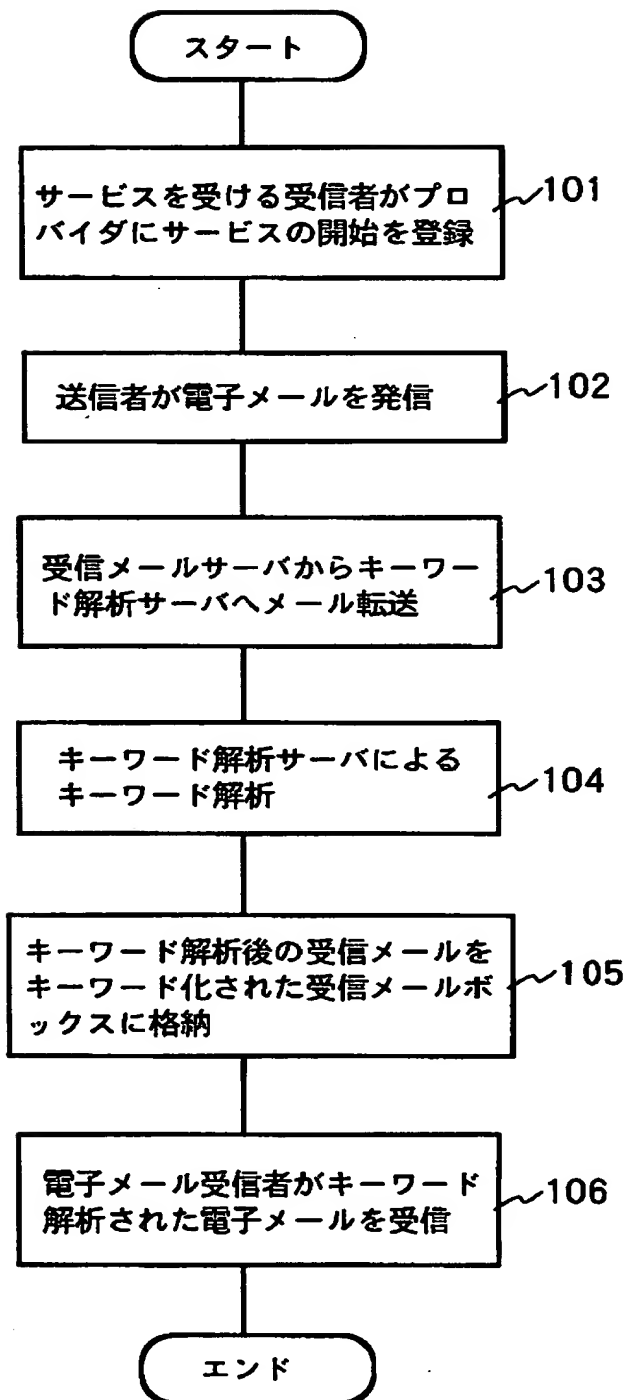 スタート
サービスを受ける受信者がプロ
バイダにサービスの開始を登録
101
送信者が電子メールを発信
102
受信メールサーバからキーワー
ド解析サーバへメール転送
103
キーワード解析サーバによる
キーワード解析
104
キーワード解析後の受信メールを
キーワード化された受信メールボ
ックスに格納
105
電子メール受信者がキーワード
解析された電子メールを受信
106
エンド